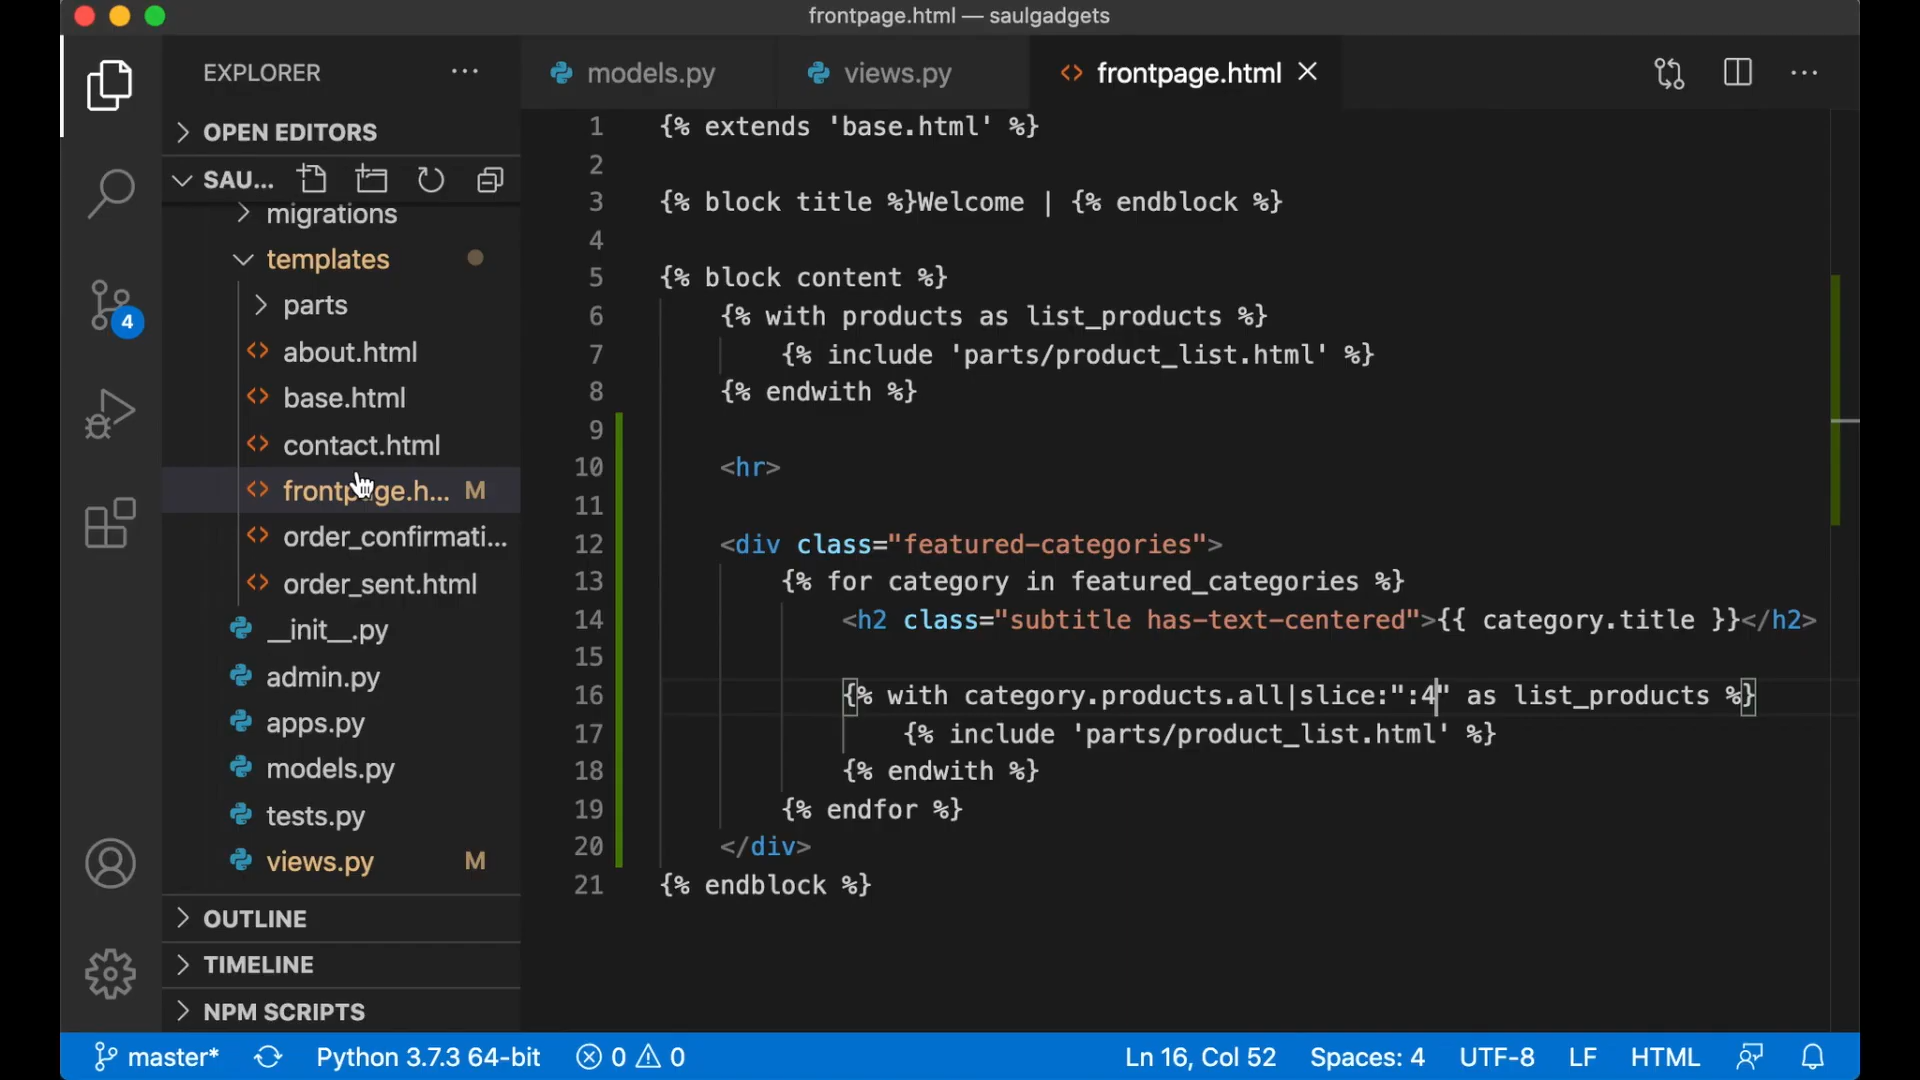 frontpage.html — saulgadgets
EXPLORER
models.py
views.py
frontpage.html
OPEN EDITORS
SAU...
migrations
templates
parts
about.html
base.html
contact.html
frontpage.h... M
order_confirmati...
order_sent.html
__init__.py
admin.py
apps.py
models.py
tests.py
views.py M
OUTLINE
TIMELINE
NPM SCRIPTS
4
1 {% extends 'base.html' %}
2
3 {% block title %}Welcome | {% endblock %}
4
5 {% block content %}
6 {% with products as list_products %}
7 {% include 'parts/product_list.html' %}
8 {% endwith %}
9
10 <hr>
11
12 <div class="featured-categories">
13 {% for category in featured_categories %}
14 <h2 class="subtitle has-text-centered">{{ category.title }}</h2>
15
16 {% with category.products.all|slice:":4" as list_products %}
17 {% include 'parts/product_list.html' %}
18 {% endwith %}
19 {% endfor %}
20 </div>
21 {% endblock %}
master* Python 3.7.3 64-bit 0 0 Ln 16, Col 52 Spaces: 4 UTF-8 LF HTML